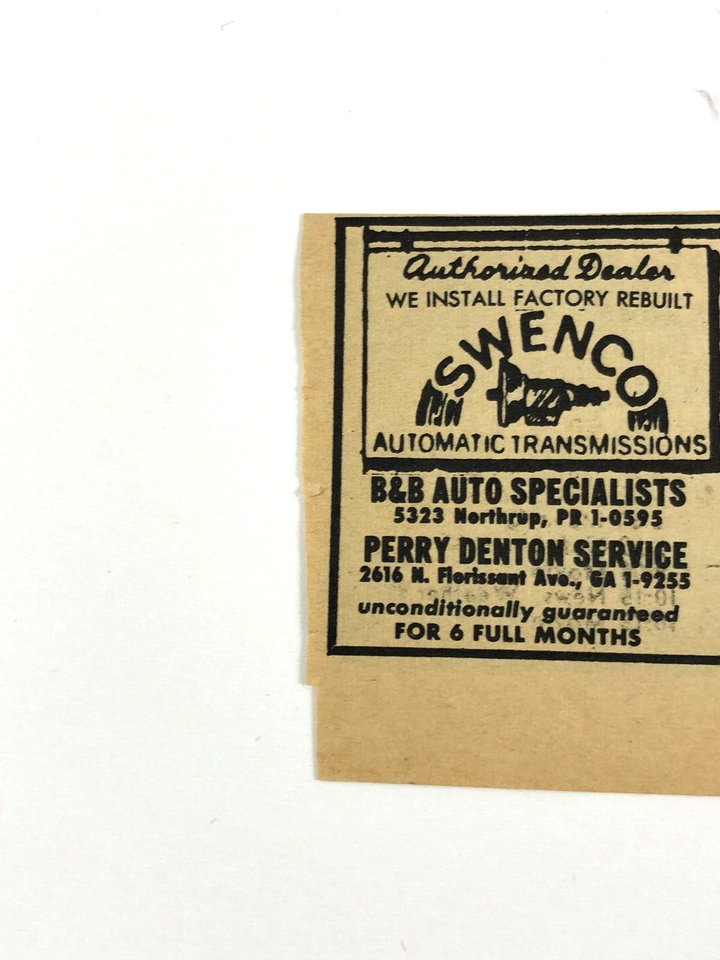 Authorized Dealer
WE INSTALL FACTORY REBUILT
SWENCO
AUTOMATIC TRANSMISSIONS
B&B AUTO SPECIALISTS
5323 Northrup, PR 1-0595
PERRY DENTON SERVICE
2616 N. Florissant Ave., GA 1-9255
unconditionally guaranteed
FOR 6 FULL MONTHS